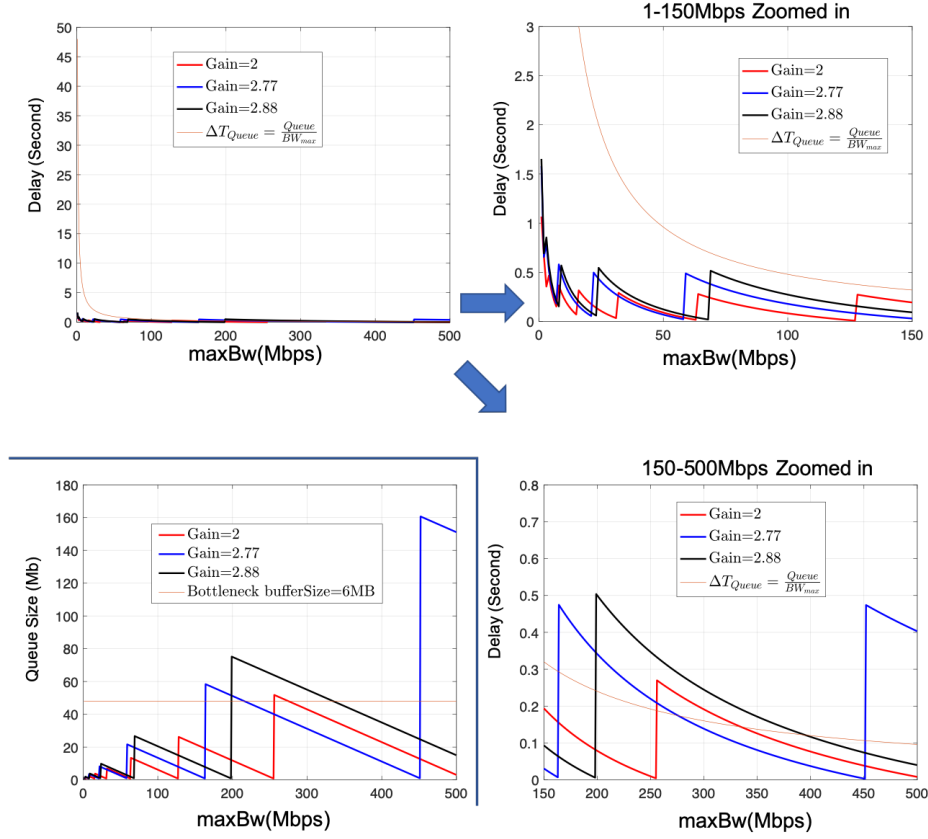 1-150Mbps Zoomed in
50
45
40
35
30
25
20
15
10
5
0
Delay (Second)
Gain=2
Gain=2.77
Gain=2.88
ΔT_Queue = Queue/BW_max
0 100 200 300 400 500
maxBw(Mbps)
3
2.5
2
1.5
1
0.5
0
Delay (Second)
Gain=2
Gain=2.77
Gain=2.88
ΔT_Queue = Queue/BW_max
0 50 100 150
maxBw(Mbps)
180
160
140
120
100
80
60
40
20
0
Queue Size (Mb)
Gain=2
Gain=2.77
Gain=2.88
Bottleneck bufferSize=6MB
0 100 200 300 400 500
maxBw(Mbps)
150-500Mbps Zoomed in
0.8
0.7
0.6
0.5
0.4
0.3
0.2
0.1
0
Delay (Second)
Gain=2
Gain=2.77
Gain=2.88
ΔT_Queue = Queue/BW_max
150 200 250 300 350 400 450 500
maxBw(Mbps)